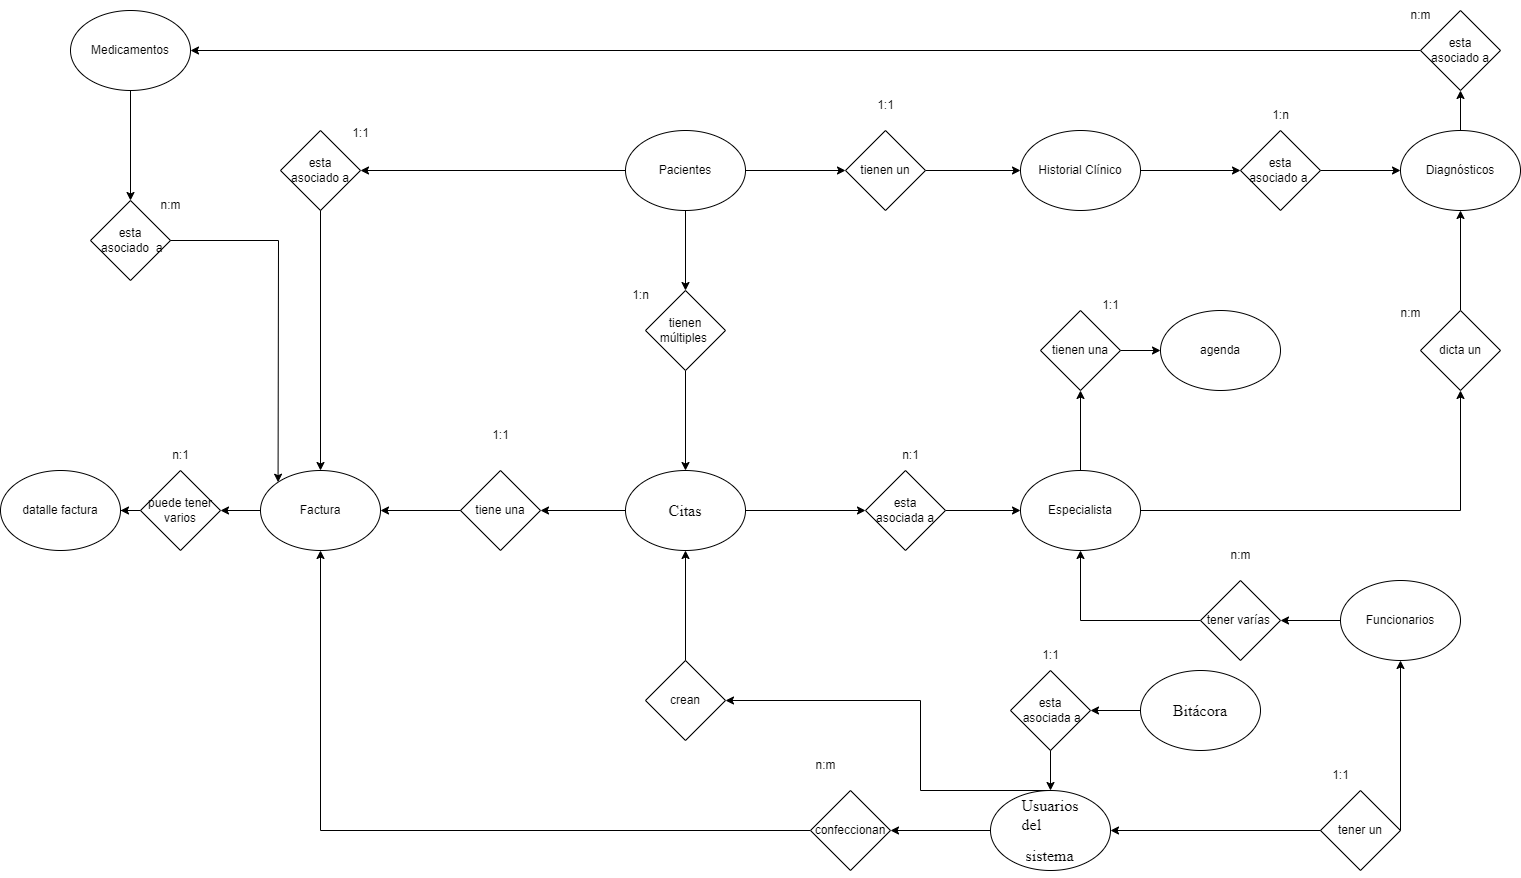 n:m
Medicamentos
esta
asociado a
1:1
1:1
1:n
esta
asociado a
Pacientes
tienen un
Historial Clínico
esta
asociado a
Diagnósticos
n:m
esta
asociado  a
1:n
tienen
múltiples
1:1
tienen una
agenda
n:m
dicta un
n:1
1:1
n:1
datalle factura
puede tener
varios
Factura
tiene una
Citas
esta
asociada a
Especialista
n:m
tener varías
Funcionarios
1:1
crean
esta
asociada a
Bitácora
n:m
1:1
confeccionan
Usuarios
del
sistema
tener un